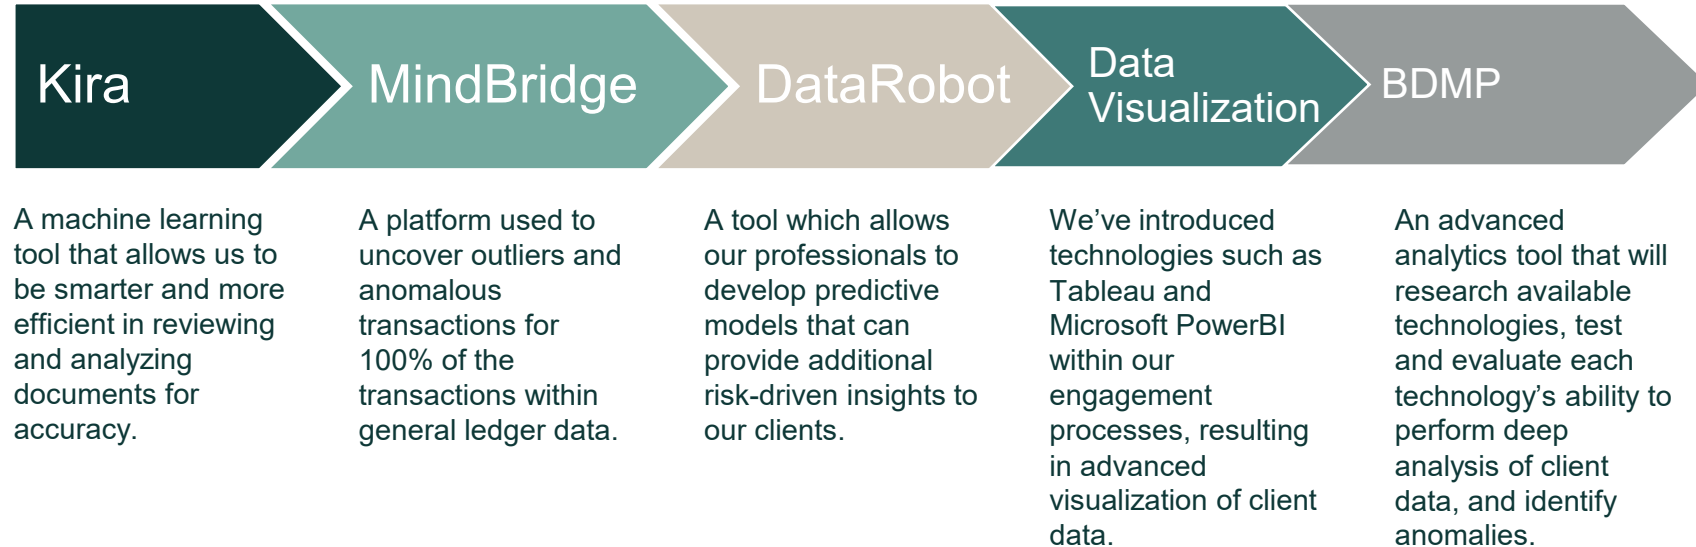 Kira
MindBridge
DataRobot
Data
Visualization
BDMP
A machine learning
tool that allows us to
be smarter and more
efficient in reviewing
and analyzing
documents for
accuracy.
A platform used to
uncover outliers and
anomalous
transactions for
100% of the
transactions within
general ledger data.
A tool which allows
our professionals to
develop predictive
models that can
provide additional
risk-driven insights to
our clients.
We’ve introduced
technologies such as
Tableau and
Microsoft PowerBI
within our
engagement
processes, resulting
in advanced
visualization of client
data.
An advanced
analytics tool that will
research available
technologies, test
and evaluate each
technology’s ability to
perform deep
analysis of client
data, and identify
anomalies.